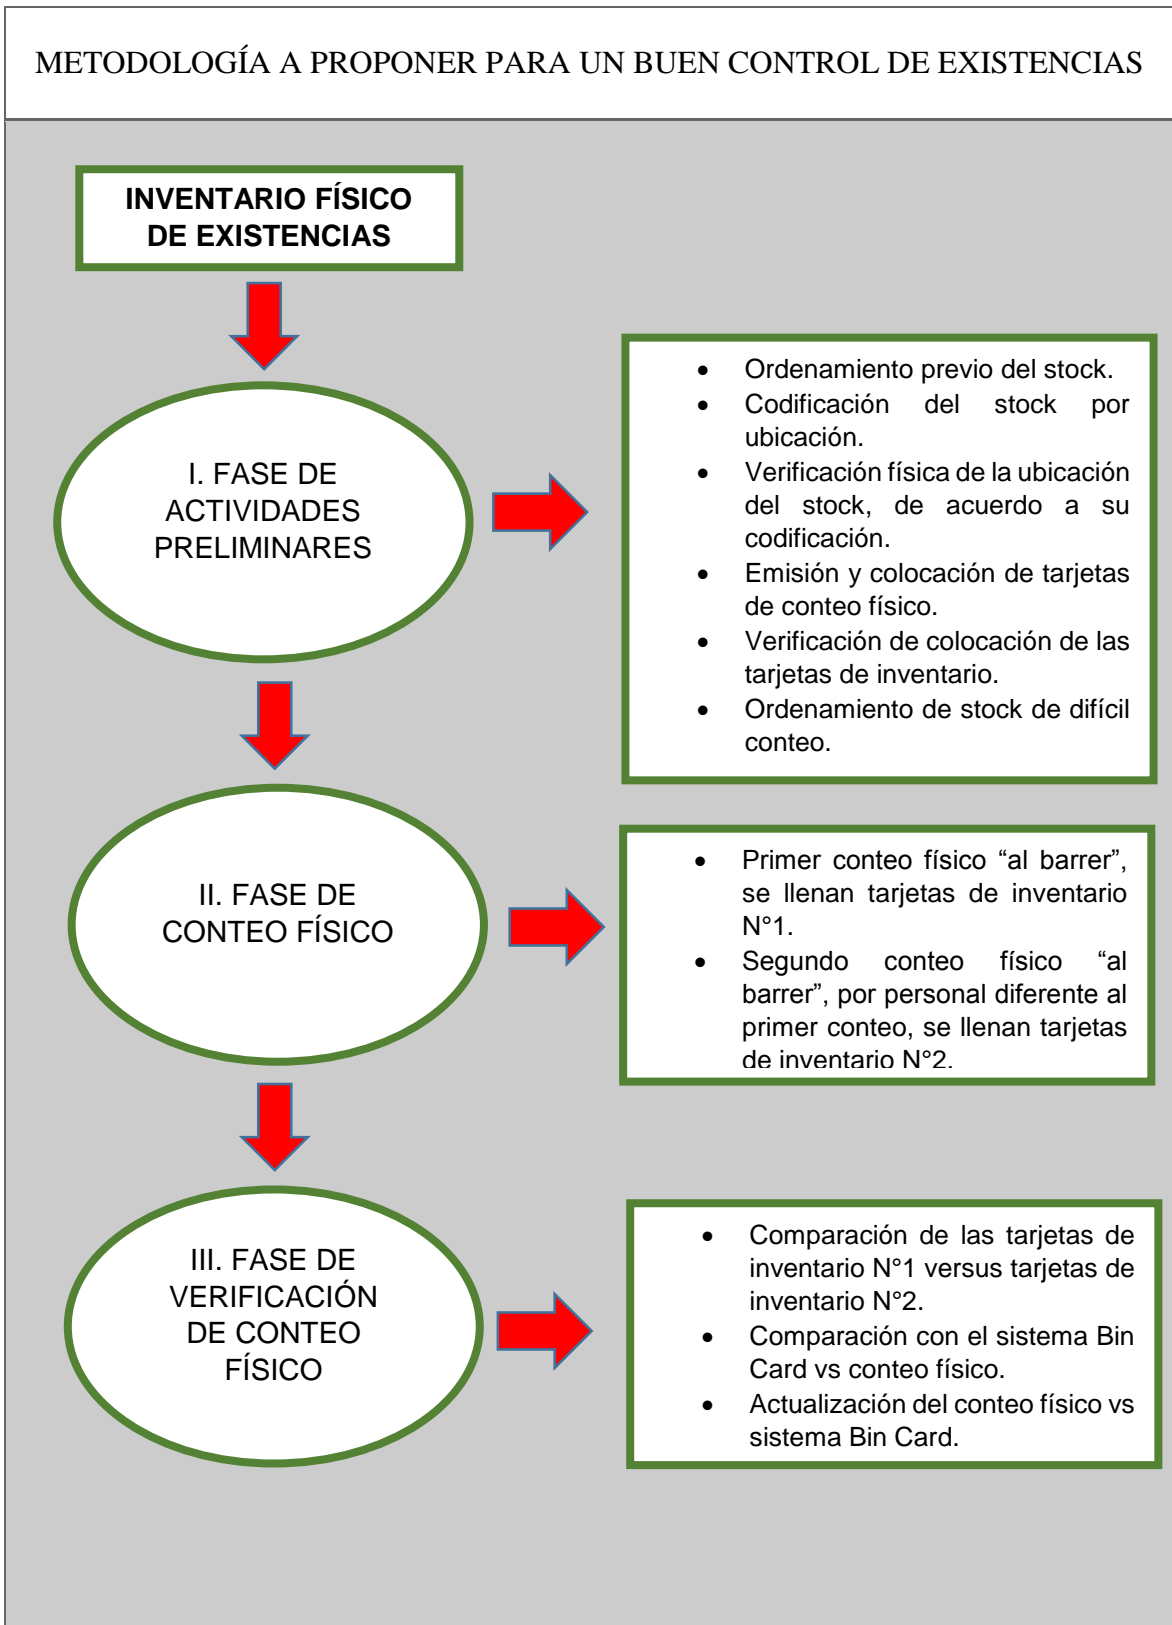 METODOLOGÍA A PROPONER PARA UN BUEN CONTROL DE EXISTENCIAS
INVENTARIO FÍSICO
DE EXISTENCIAS
I. FASE DE
ACTIVIDADES
PRELIMINARES
• Ordenamiento previo del stock.
• Codificación del stock por
ubicación.
• Verificación física de la ubicación
del stock, de acuerdo a su
codificación.
• Emisión y colocación de tarjetas
de conteo físico.
• Verificación de colocación de las
tarjetas de inventario.
• Ordenamiento de stock de difícil
conteo.
II. FASE DE
CONTEO FÍSICO
• Primer conteo físico “al barrer”,
se llenan tarjetas de inventario
N°1.
• Segundo conteo físico “al
barrer”, por personal diferente al
primer conteo, se llenan tarjetas
de inventario N°2.
III. FASE DE
VERIFICACIÓN
DE CONTEO
FÍSICO
• Comparación de las tarjetas de
inventario N°1 versus tarjetas de
inventario N°2.
• Comparación con el sistema Bin
Card vs conteo físico.
• Actualización del conteo físico vs
sistema Bin Card.